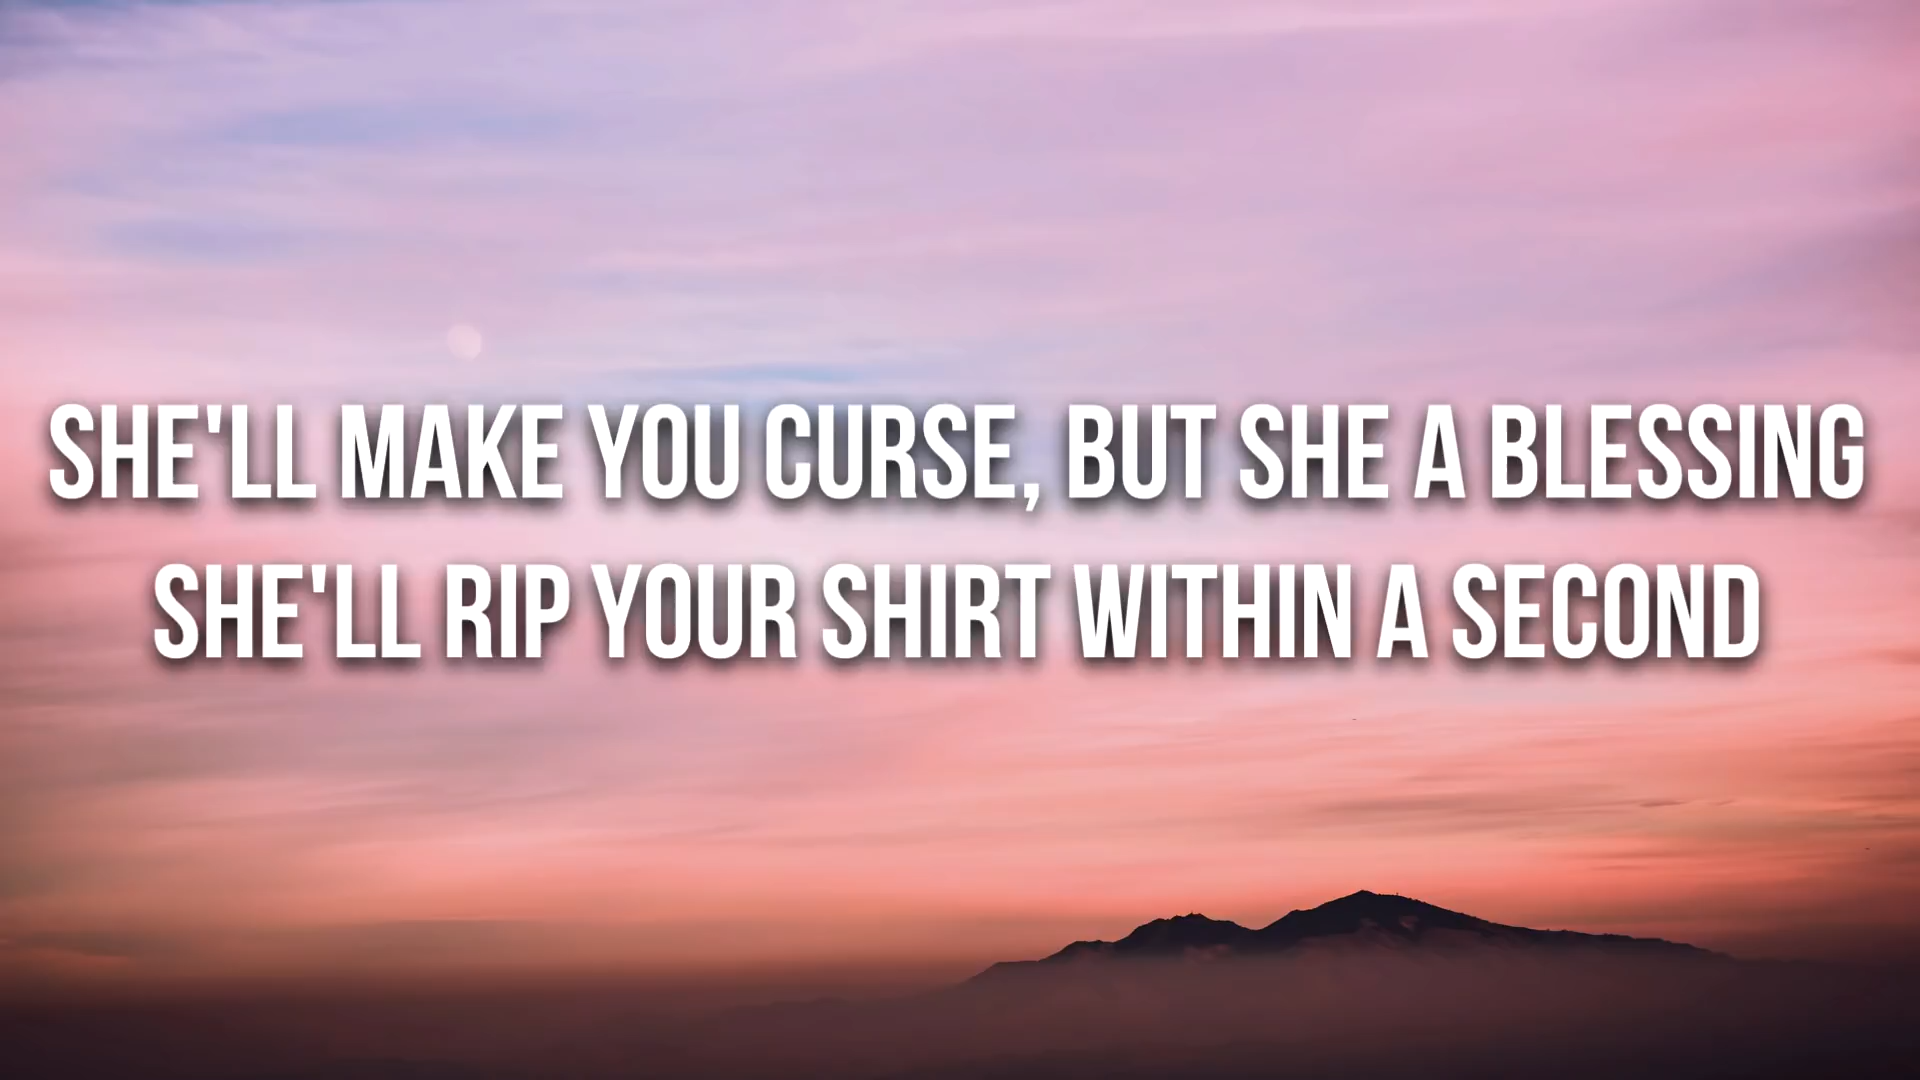 SHE'LL MAKE YOU CURSE, BUT SHE A BLESSING
SHE'LL RIP YOUR SHIRT WITHIN A SECOND